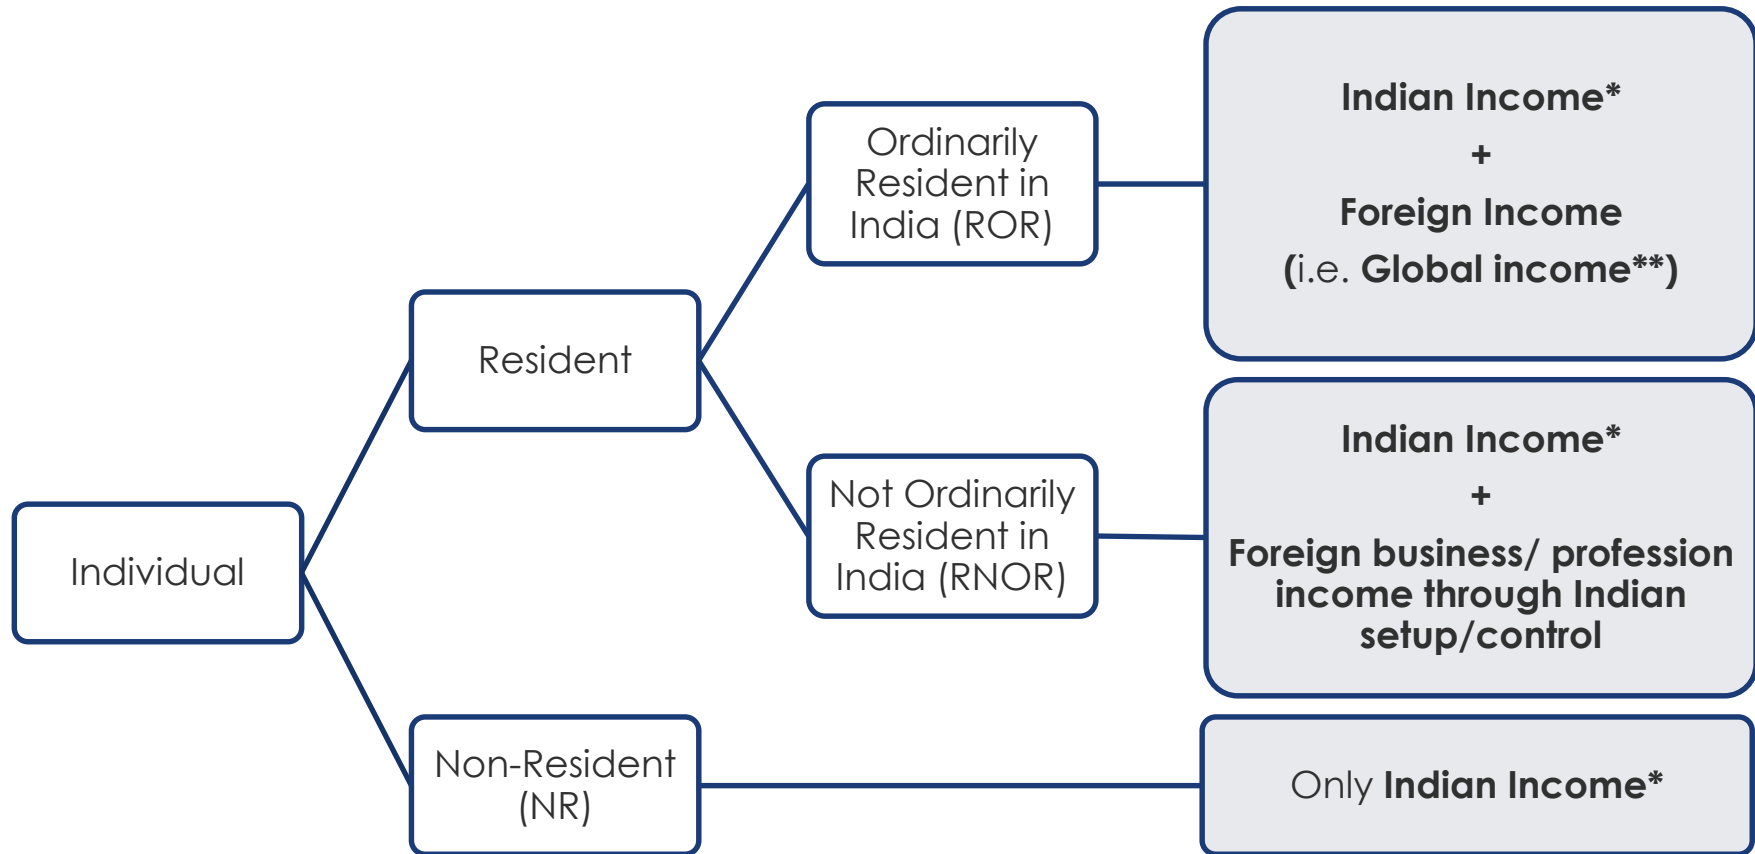 Individual
Resident
Non-Resident
(NR)
Ordinarily
Resident in
India (ROR)
Not Ordinarily
Resident in
India (RNOR)
Indian Income*
+
Foreign Income
(i.e. Global income**)
Indian Income*
+
Foreign business/ profession
income through Indian
setup/control
Only Indian Income*